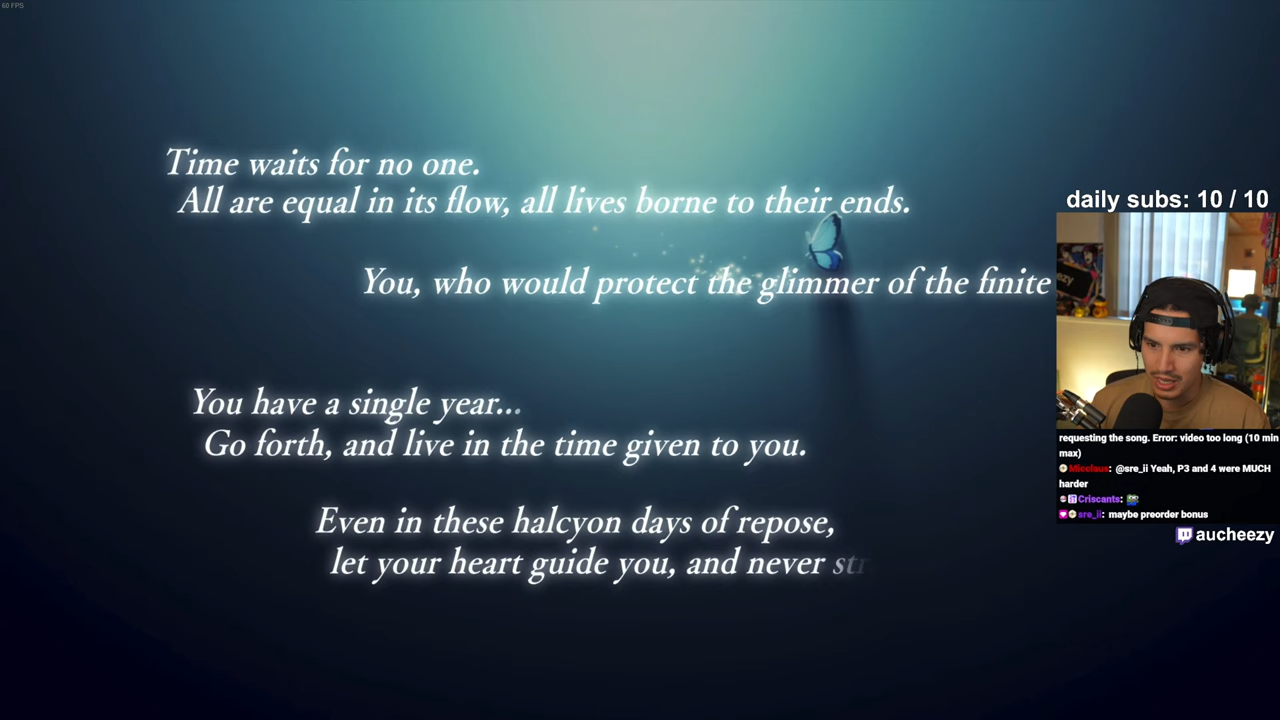 60 FPS
Time waits for no one.
All are equal in its flow, all lives borne to their ends.
You, who would protect the glimmer of the finite
You have a single year...
Go forth, and live in the time given to you.
Even in these halcyon days of repose,
let your heart guide you, and never str
daily subs: 10 / 10
requesting the song. Error: video too long (10 min
max)
Micclaus: @sre_ii Yeah, P3 and 4 were MUCH
harder
Criscants:
sre_ii: maybe preorder bonus
aucheezy